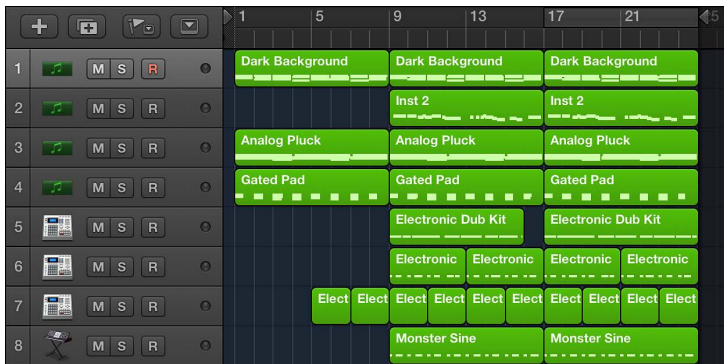 1 5 9 13 17 21 25
1 M S R Dark Background Dark Background Dark Background
2 M S R Inst 2 Inst 2
3 M S R Analog Pluck Analog Pluck Analog Pluck
4 M S R Gated Pad Gated Pad Gated Pad
5 M S R Electronic Dub Kit Electronic Dub Kit
6 M S R Electronic Electronic Electronic Electronic
7 M S R Elect Elect Elect Elect Elect Elect Elect Elect Elect Elect
8 M S R Monster Sine Monster Sine